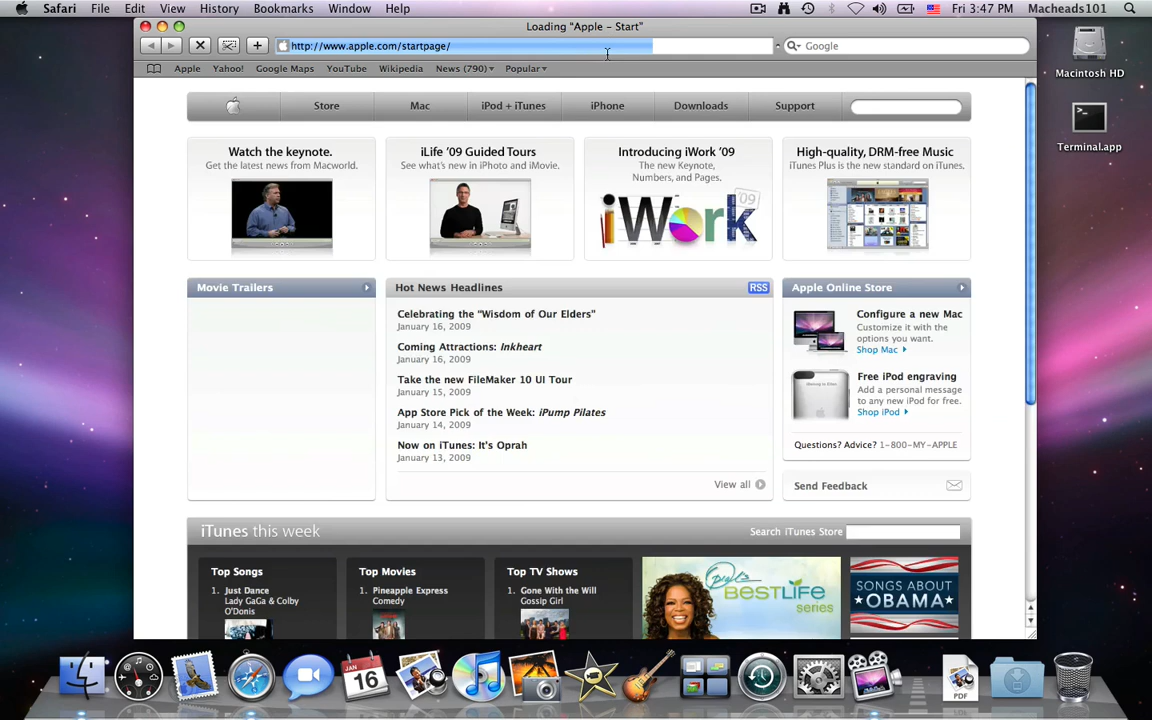 Safari File Edit View History Bookmarks Window Help Fri 3:47 PM Macheads101
Loading "Apple – Start"
http://www.apple.com/startpage/
Google
Apple Yahoo! Google Maps YouTube Wikipedia News (790) Popular
Macintosh HD
Terminal.app
Store Mac iPod + iTunes iPhone Downloads Support
Watch the keynote.
Get the latest news from Macworld.
iLife '09 Guided Tours
See what's new in iPhoto and iMovie.
Introducing iWork '09
The new Keynote,
Numbers, and Pages.
iWork '09
High-quality, DRM-free Music
iTunes Plus is the new standard on iTunes.
Movie Trailers
Hot News Headlines
RSS
Celebrating the "Wisdom of Our Elders"
January 16, 2009
Coming Attractions: Inkheart
January 16, 2009
Take the new FileMaker 10 UI Tour
January 15, 2009
App Store Pick of the Week: iPump Pilates
January 14, 2009
Now on iTunes: It's Oprah
January 13, 2009
View all
Apple Online Store
Configure a new Mac
Customize it with the
options you want.
Shop Mac
Free iPod engraving
Add a personal message
to any new iPod for free.
Shop iPod
Questions? Advice? 1-800-MY-APPLE
Send Feedback
iTunes this week
Search iTunes Store
Top Songs
1. Just Dance
Lady GaGa & Colby
O'Donis
Top Movies
1. Pineapple Express
Comedy
Top TV Shows
1. Gone With the Will
Gossip Girl
Oprah's
BESTLIFE
series
SONGS ABOUT
OBAMA
JAN
16
PDF